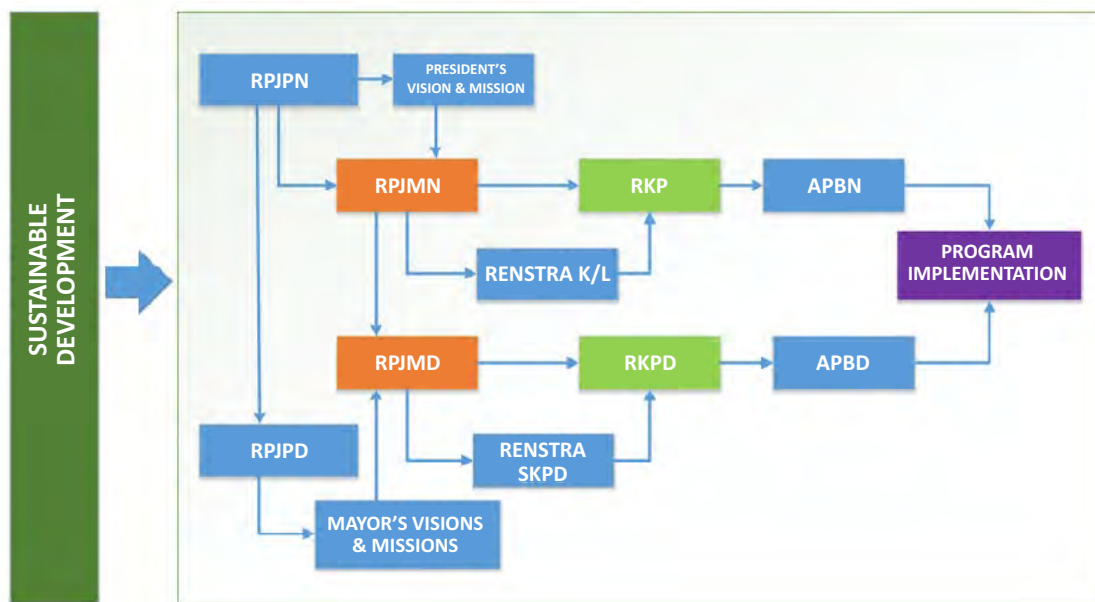 SUSTAINABLE
DEVELOPMENT
RPJPN
PRESIDENT'S
VISION & MISSION
RPJMN
RKP
APBN
RENSTRA K/L
PROGRAM
IMPLEMENTATION
RPJMD
RKPD
APBD
RPJPD
RENSTRA
SKPD
MAYOR'S VISIONS
& MISSIONS